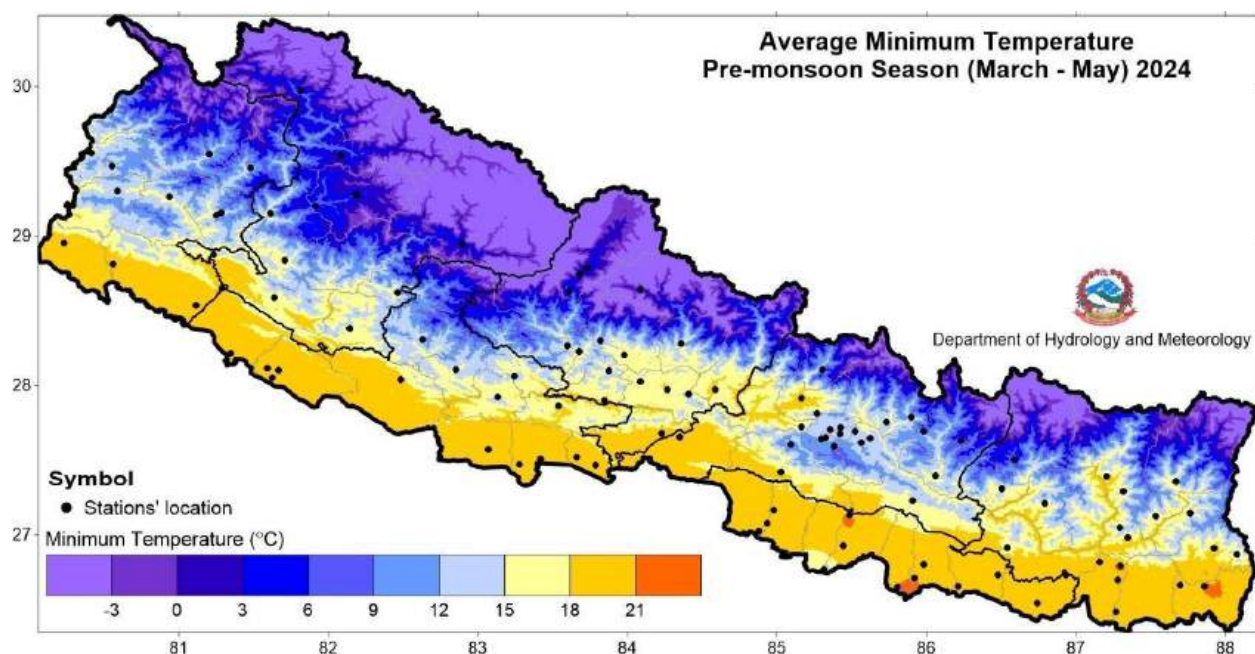 Average Minimum Temperature
Pre-monsoon Season (March - May) 2024
30
29
28
27
Department of Hydrology and Meteorology
Symbol
Stations' location
Minimum Temperature (°C)
-3 0 3 6 9 12 15 18 21
81 82 83 84 85 86 87 88